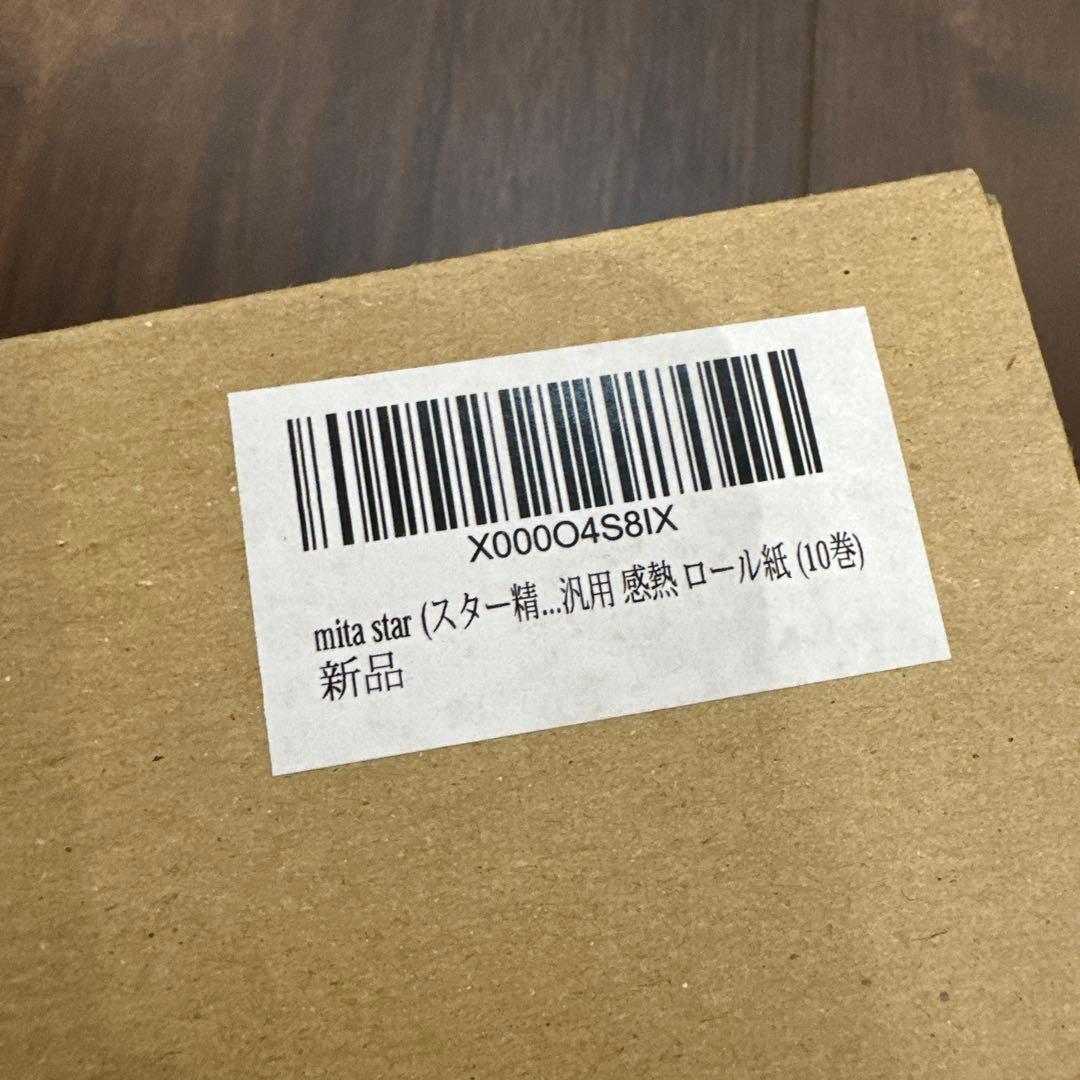 X000O4S8IX
mita star (スター精...汎用 感熱 ロール紙 (10巻)
新品